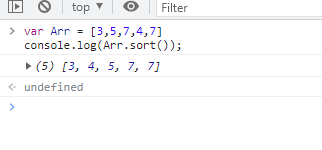 top ▼ Filter
> var Arr = [3,5,7,4,7]
console.log(Arr.sort());
▶ (5) [3, 4, 5, 7, 7]
< undefined
>